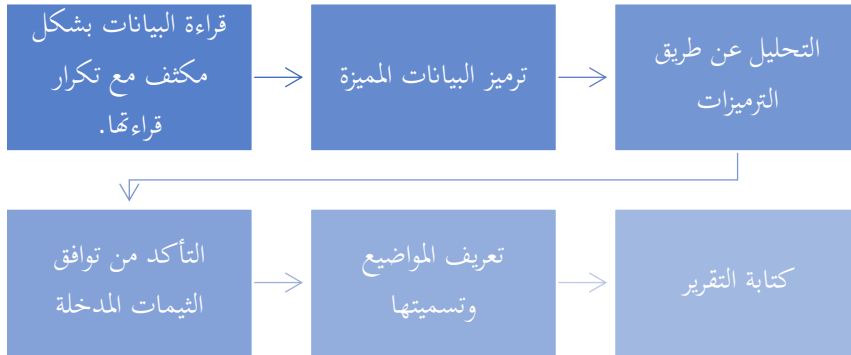 قراءة البيانات بشكل
مكثف مع تكرار
قراءتها.
ترميز البيانات المميزة
التحليل عن طريق
الترميزات
التأكد من توافق
الثيمات المدخلة
تعريف المواضيع
وتسميتها
كتابة التقرير